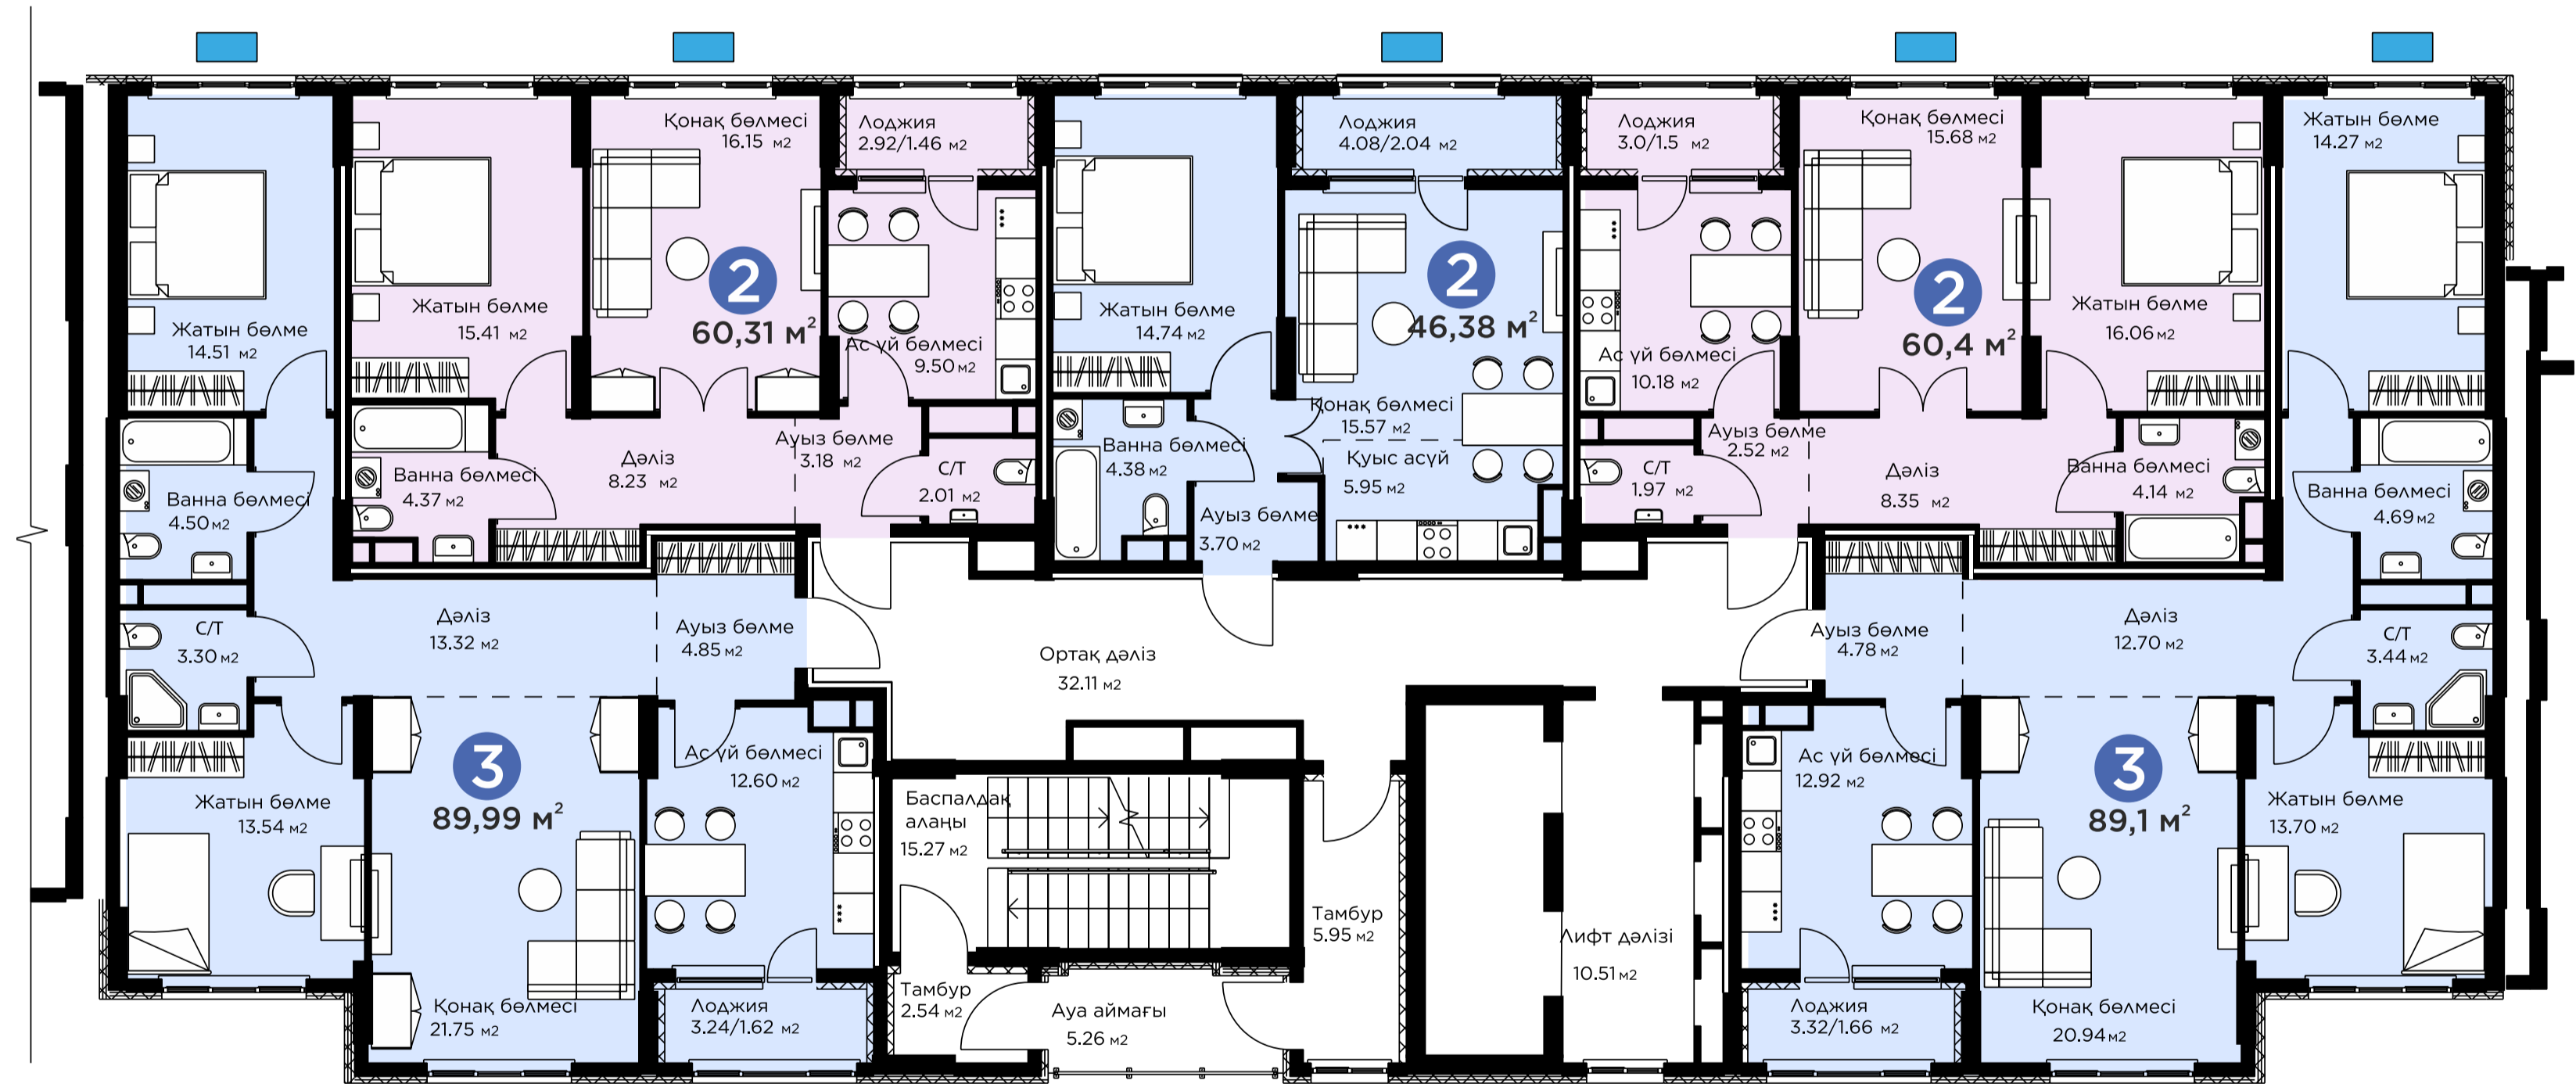 Жатын бөлме
14.51 м2
Жатын бөлме
15.41 м2
Қонақ бөлмесі
16.15 м2
2
60,31 м²
Лоджия
2.92/1.46 м2
Ас үй бөлмесі
9.50 м2
Жатын бөлме
14.74 м2
Лоджия
4.08/2.04 м2
2
46,38 м²
Қонақ бөлмесі
15.57 м2
Қуыс асүй
5.95 м2
Лоджия
3.0/1.5 м2
Ас үй бөлмесі
10.18 м2
Қонақ бөлмесі
15.68 м2
2
60,4 м²
Жатын бөлме
16.06 м2
Жатын бөлме
14.27 м2
Ванна бөлмесі
4.50 м2
Ванна бөлмесі
4.37 м2
Дәліз
8.23 м2
Ауыз бөлме
3.18 м2
С/Т
2.01 м2
Ванна бөлмесі
4.38 м2
Ауыз бөлме
3.70 м2
С/Т
1.97 м2
Ауыз бөлме
2.52 м2
Дәліз
8.35 м2
Ванна бөлмесі
4.14 м2
Ванна бөлмесі
4.69 м2
С/Т
3.30 м2
Дәліз
13.32 м2
Ауыз бөлме
4.85 м2
Ортақ дәліз
32.11 м2
Ауыз бөлме
4.78 м2
Дәліз
12.70 м2
С/Т
3.44 м2
Жатын бөлме
13.54 м2
3
89,99 м²
Қонақ бөлмесі
21.75 м2
Ас үй бөлмесі
12.60 м2
Лоджия
3.24/1.62 м2
Баспалдақ
алаңы
15.27 м2
Тамбур
2.54 м2
Ауа аймағы
5.26 м2
Тамбур
5.95 м2
Лифт дәлізі
10.51 м2
Ас үй бөлмесі
12.92 м2
Лоджия
3.32/1.66 м2
3
89,1 м²
Қонақ бөлмесі
20.94 м2
Жатын бөлме
13.70 м2